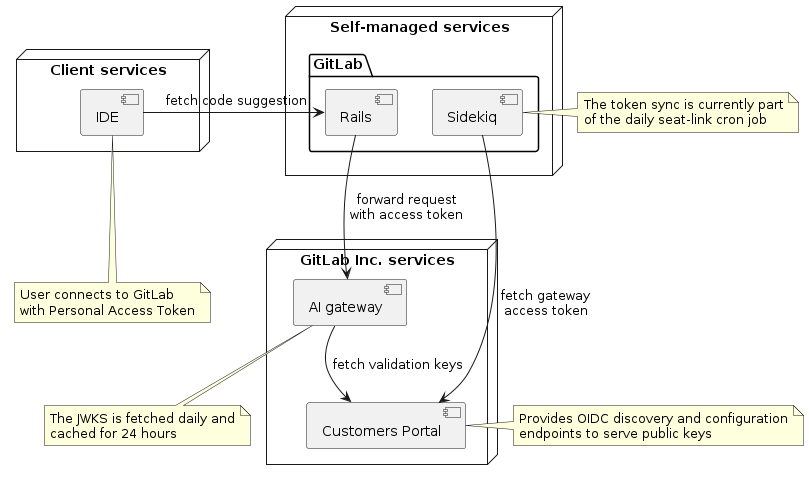 Self-managed services
GitLab
Client services
IDE
fetch code suggestion
Rails
Sidekiq
The token sync is currently part
of the daily seat-link cron job
forward request
with access token
GitLab Inc. services
User connects to GitLab
with Personal Access Token
AI gateway
fetch gateway
access token
fetch validation keys
The JWKS is fetched daily and
cached for 24 hours
Customers Portal
Provides OIDC discovery and configuration
endpoints to serve public keys